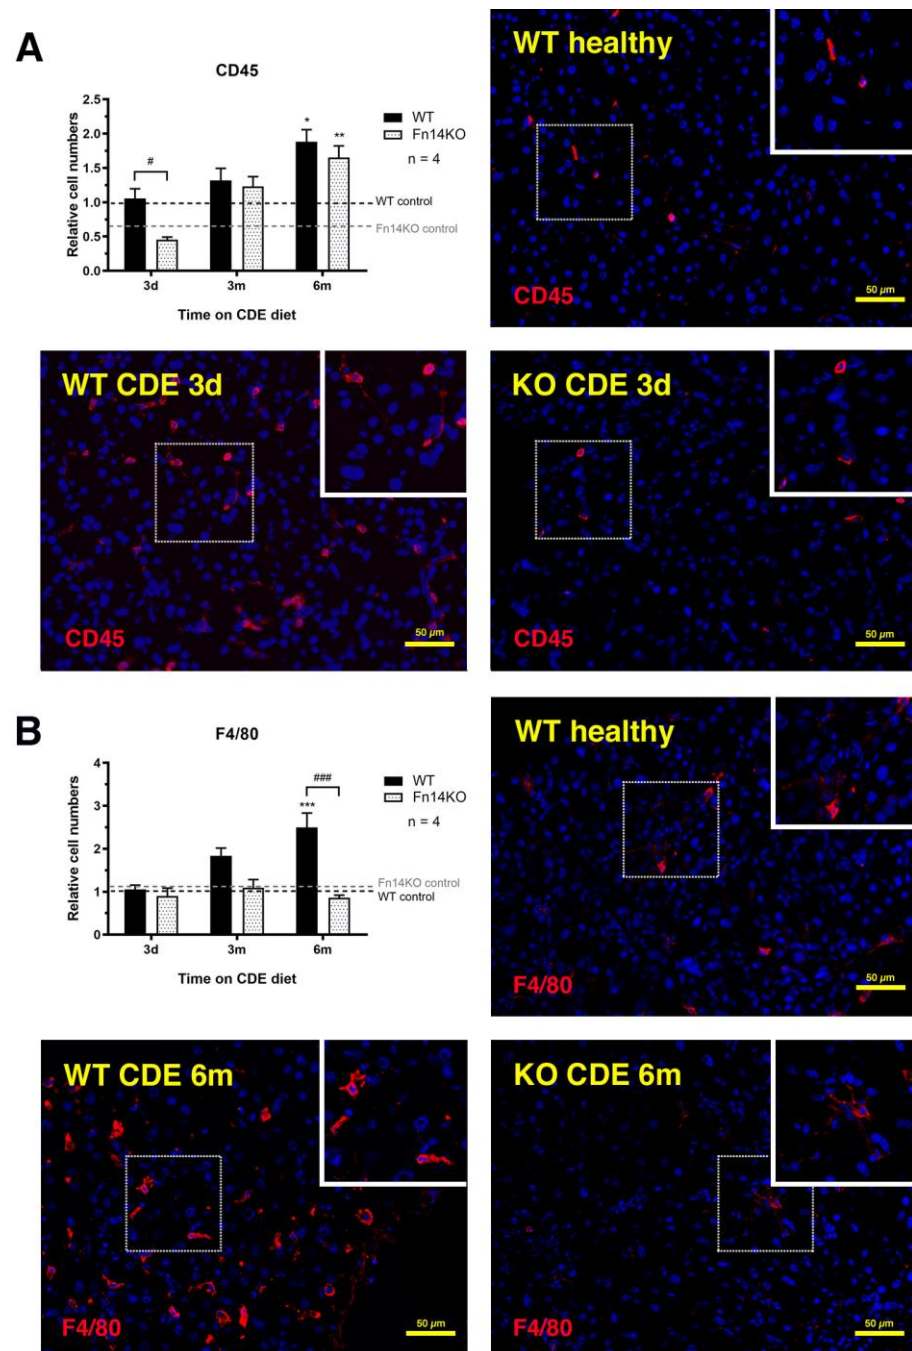 A
CD45
Relative cell numbers
2.5
2.0
1.5
1.0
0.5
0.0
#
*
**
WT
Fn14KO
n = 4
WT control
Fn14KO control
3d
3m
6m
Time on CDE diet
WT healthy
CD45
50 µm
WT CDE 3d
CD45
50 µm
KO CDE 3d
CD45
50 µm
B
F4/80
Relative cell numbers
4
3
2
1
0
***
###
WT
Fn14KO
n = 4
Fn14KO control
WT control
3d
3m
6m
Time on CDE diet
WT healthy
F4/80
50 µm
WT CDE 6m
F4/80
50 µm
KO CDE 6m
F4/80
50 µm